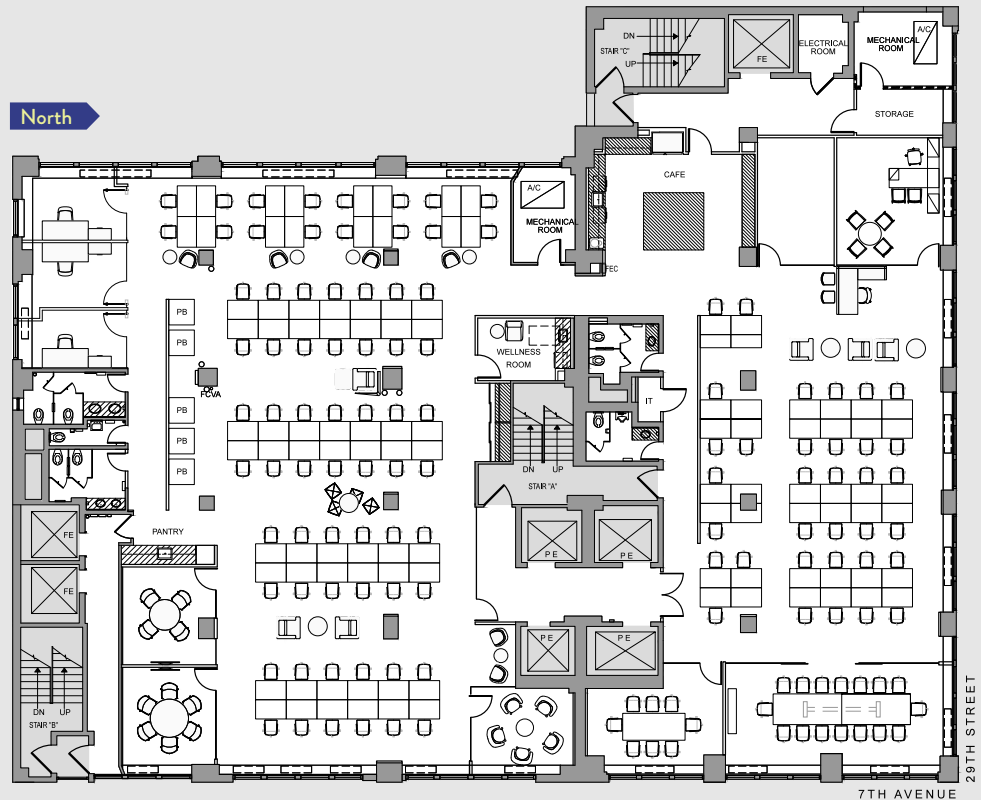 DN
STAIR "C"
UP
FE
ELECTRICAL
ROOM
MECHANICAL
ROOM
A/C
North
STORAGE
CAFE
A/C
MECHANICAL
ROOM
FEC
PB
PB
WELLNESS
ROOM
FCVA
IT
PB
PB
PB
DN
UP
STAIR "A"
PANTRY
FE
PE
PE
FE
PE
PE
DN
UP
STAIR "B"
29TH STREET
7TH AVENUE